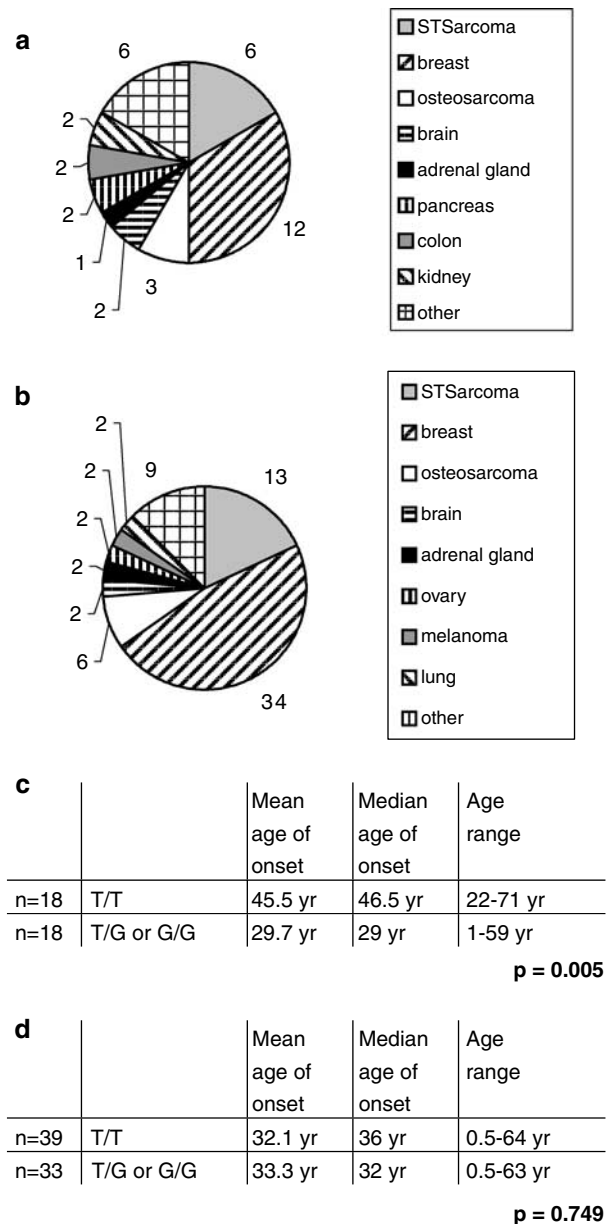 a
6
6
12
3
2
1
2
2
2
STSarcoma
breast
osteosarcoma
brain
adrenal gland
pancreas
colon
kidney
other
b
2
9
13
2
2
2
2
6
34
STSarcoma
breast
osteosarcoma
brain
adrenal gland
ovary
melanoma
lung
other
c
Mean Median Age
age of age of range
onset onset
n=18 T/T 45.5 yr 46.5 yr 22-71 yr
n=18 T/G or G/G 29.7 yr 29 yr 1-59 yr
p = 0.005
d
Mean Median Age
age of age of range
onset onset
n=39 T/T 32.1 yr 36 yr 0.5-64 yr
n=33 T/G or G/G 33.3 yr 32 yr 0.5-63 yr
p = 0.749